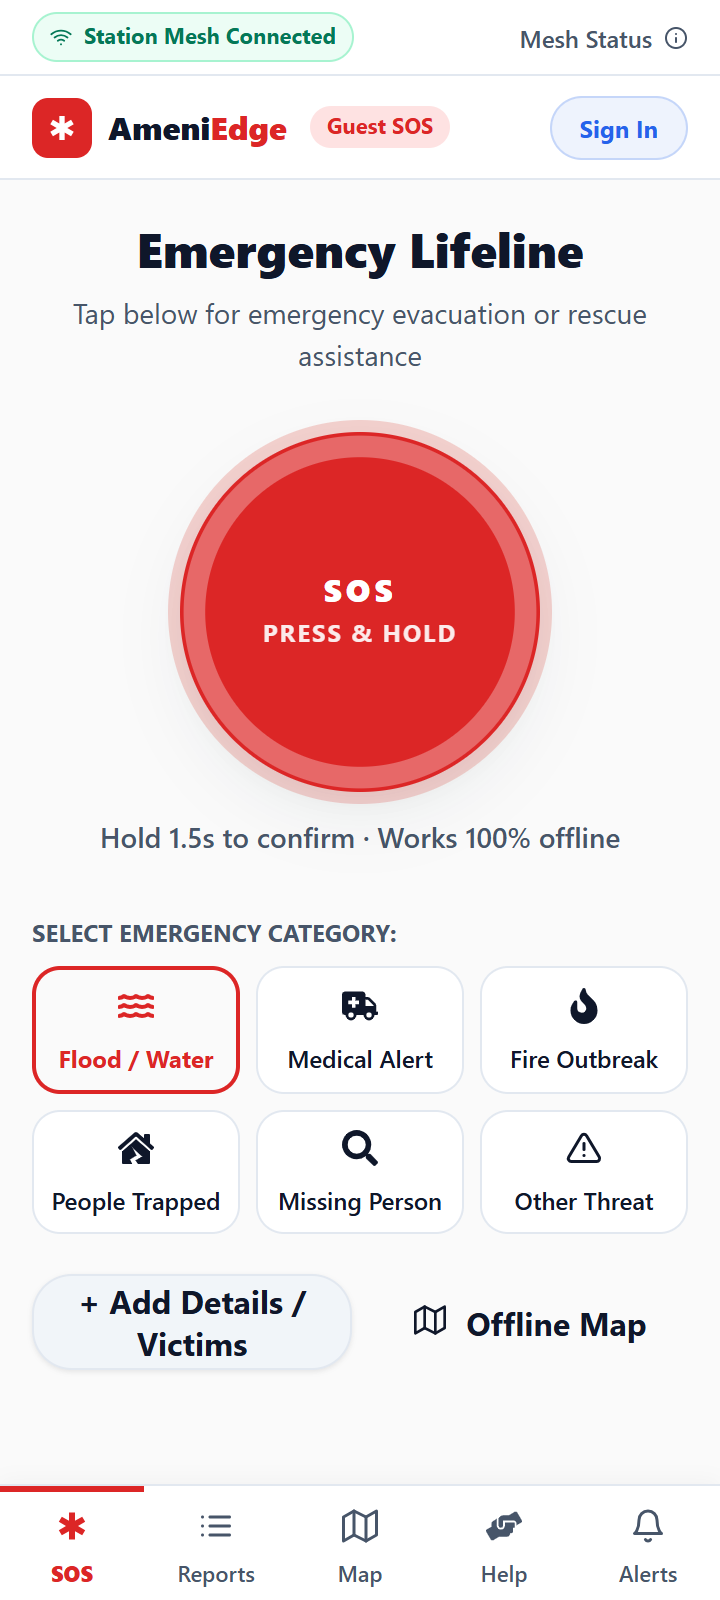 Station Mesh Connected
Mesh Status
AmeniEdge
Guest SOS
Sign In
Emergency Lifeline
Tap below for emergency evacuation or rescue
assistance
SOS
PRESS & HOLD
Hold 1.5s to confirm · Works 100% offline
SELECT EMERGENCY CATEGORY:
Flood / Water
Medical Alert
Fire Outbreak
People Trapped
Missing Person
Other Threat
+ Add Details /
Victims
Offline Map
SOS
Reports
Map
Help
Alerts